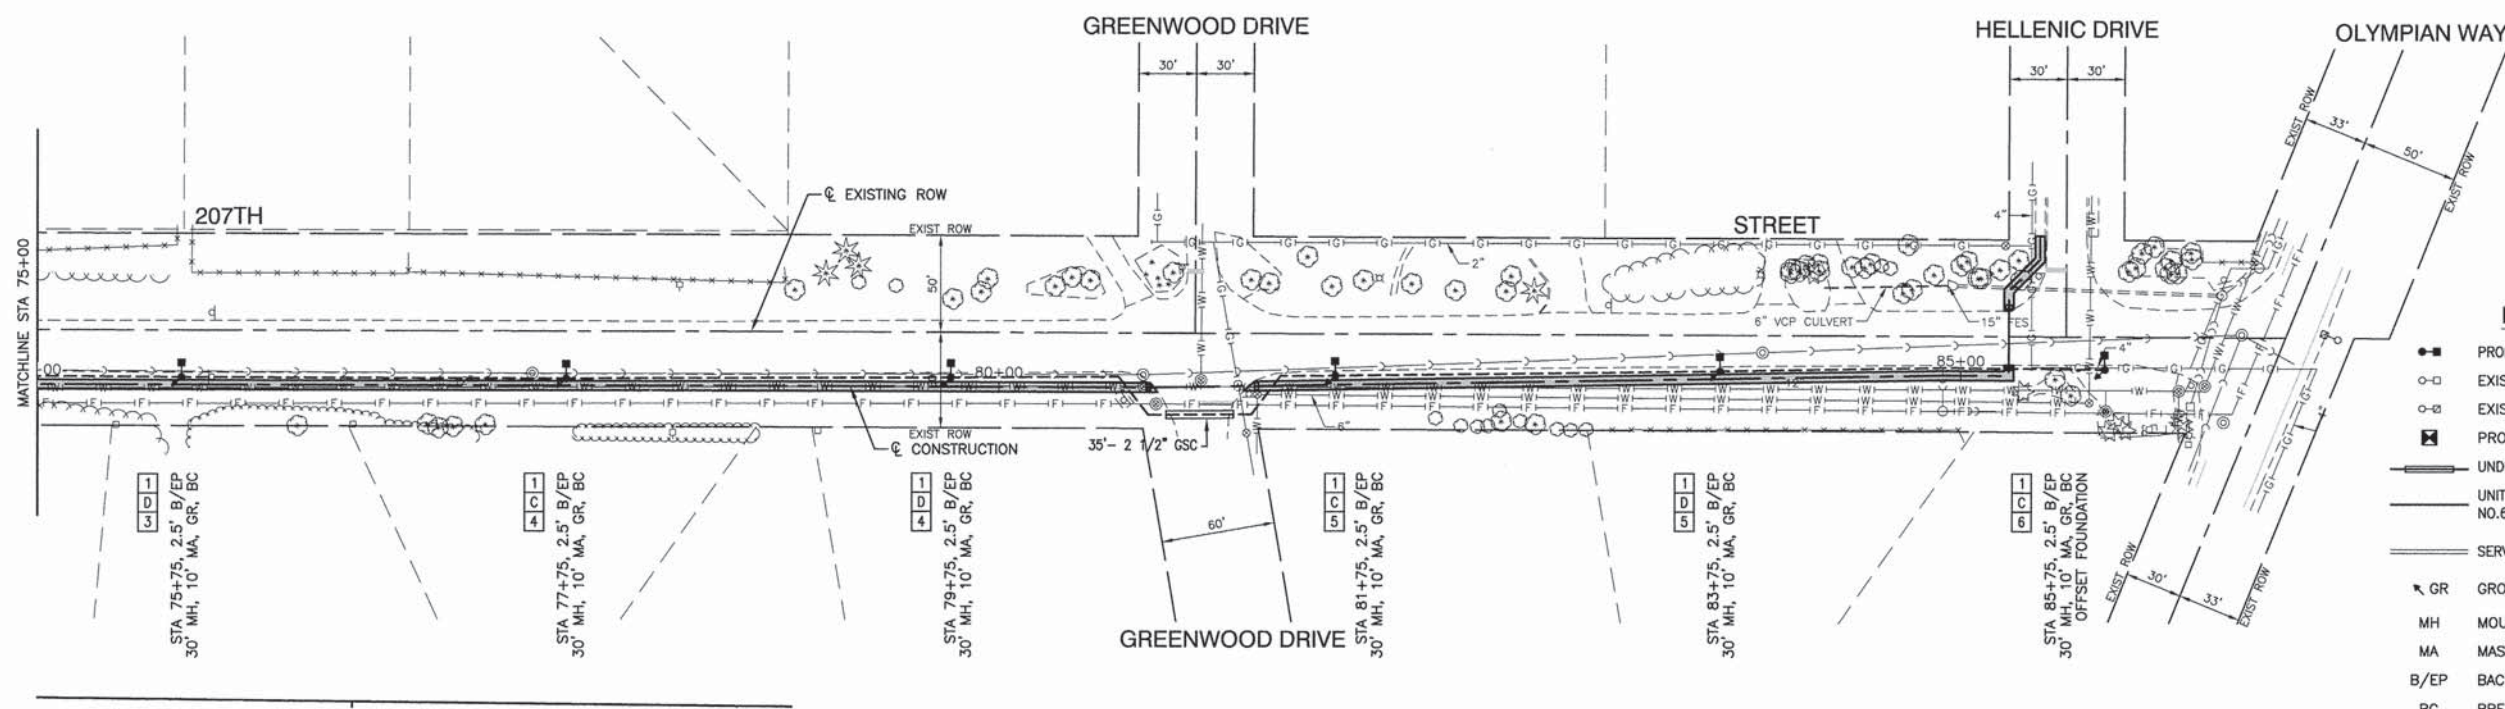 GREENWOOD DRIVE
HELLENIC DRIVE
OLYMPIAN WAY
30' 30'
30' 30'
EXIST ROW
33'
50'
EXIST ROW
℄ EXISTING ROW
207TH
EXIST ROW
STREET
4"
2"
50'
MATCHLINE STA 75+00
6" VCP CULVERT
15" FES
00
80+00
85+00
4"
6"
EXIST ROW
℄ CONSTRUCTION
35'- 2 1/2" GSC
1
D
3
STA 75+75, 2.5' B/EP
30' MH, 10' MA, GR, BC
1
C
4
STA 77+75, 2.5' B/EP
30' MH, 10' MA, GR, BC
1
D
4
STA 79+75, 2.5' B/EP
30' MH, 10' MA, GR, BC
60'
GREENWOOD DRIVE
1
C
5
STA 81+75, 2.5' B/EP
30' MH, 10' MA, GR, BC
1
D
5
STA 83+75, 2.5' B/EP
30' MH, 10' MA, GR, BC
1
C
6
STA 85+75, 2.5' B/EP
30' MH, 10' MA, GR, BC
OFFSET FOUNDATION
EXIST ROW
30'
33'
EXIST ROW
PRO
EXIS
EXIS
PRO
UND
UNIT
NO.6
SERV
GR GRO
MH MOU
MA MAS
B/EP BAC